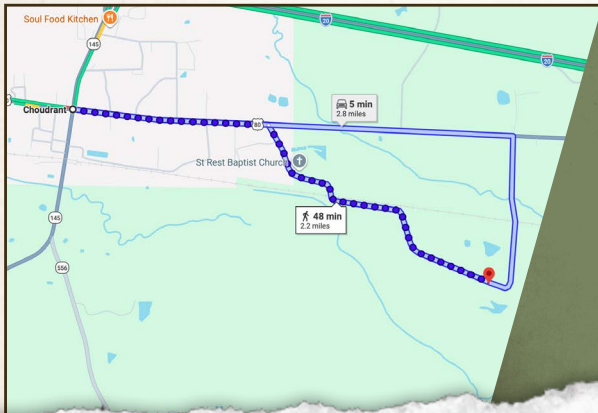 Soul Food Kitchen
145
20
20
Choudrant
80
5 min
2.8 miles
St Rest Baptist Church
48 min
2.2 miles
145
556